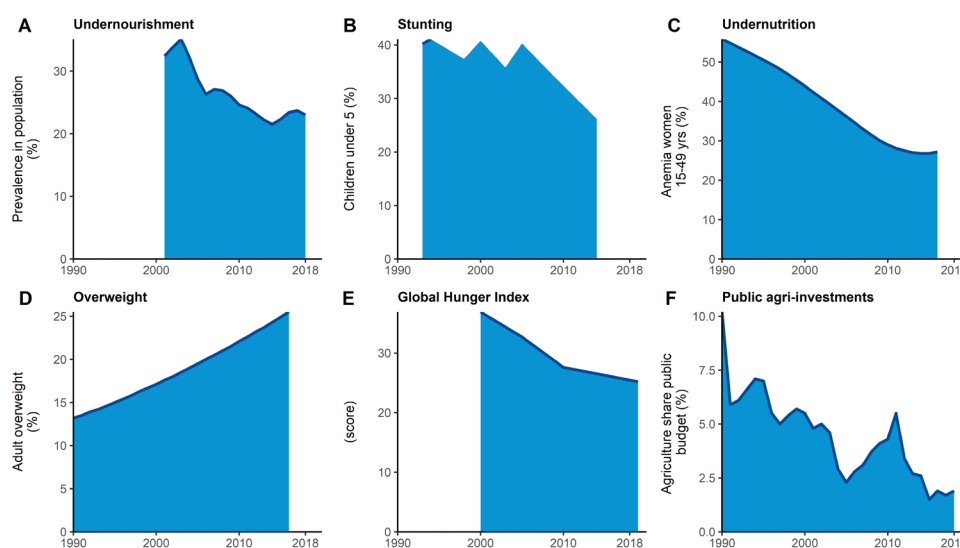 A Undernourishment
Prevalence in population
(%)
30
20
10
0
1990 2000 2010 2018
B Stunting
Children under 5 (%)
40
30
20
10
0
1990 2000 2010 2018
C Undernutrition
Anemia women
15-49 yrs (%)
50
40
30
20
10
0
1990 2000 2010 201
D Overweight
Adult overweight
(%)
25
20
15
10
5
0
1990 2000 2010 2018
E Global Hunger Index
(score)
30
20
10
0
1990 2000 2010 2018
F Public agri-investments
Agriculture share public
budget (%)
10.0
7.5
5.0
2.5
0.0
1990 2000 2010 201